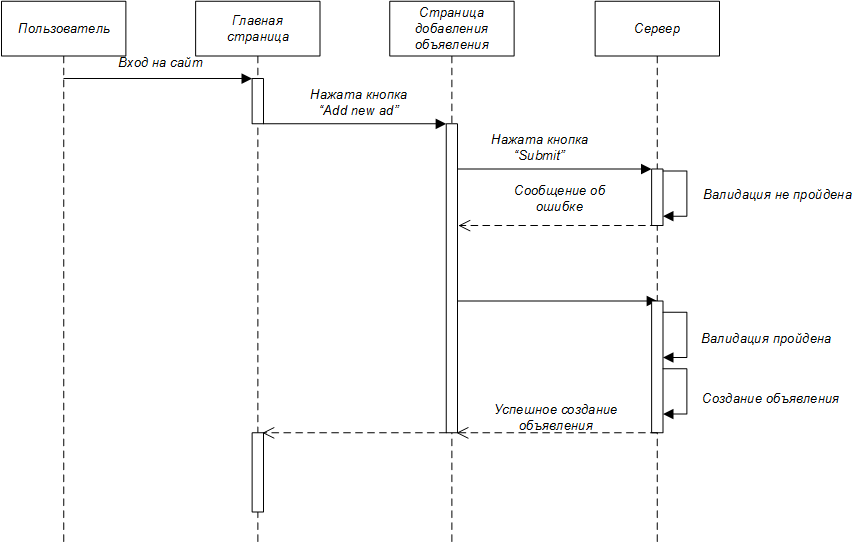 Пользователь
Главная
страница
Страница
добавления
объявления
Сервер
Вход на сайт
Нажата кнопка
“Add new ad”
Нажата кнопка
“Submit”
Сообщение об
ошибке
Валидация не пройдена
Валидация пройдена
Создание объявления
Успешное создание
объявления